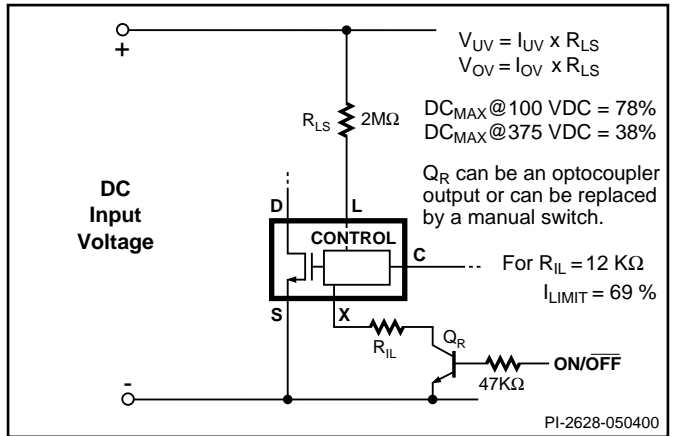 +
V_UV = I_UV x R_LS
V_OV = I_OV x R_LS
R_LS 2MΩ
DC_MAX@100 VDC = 78%
DC_MAX@375 VDC = 38%
DC
Input
Voltage
Q_R can be an optocoupler
output or can be replaced
by a manual switch.
D L
CONTROL
C
For R_IL = 12 KΩ
I_LIMIT = 69 %
S X
R_IL
Q_R
47KΩ
ON/O̅F̅F̅
-
PI-2628-050400